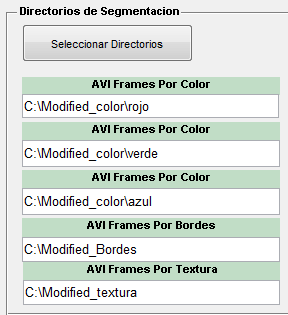 Directorios de Segmentacion
Seleccionar Directorios
AVI Frames Por Color
C:\Modified_color\rojo
AVI Frames Por Color
C:\Modified_color\verde
AVI Frames Por Color
C:\Modified_color\azul
AVI Frames Por Bordes
C:\Modified_Bordes
AVI Frames Por Textura
C:\Modified_textura